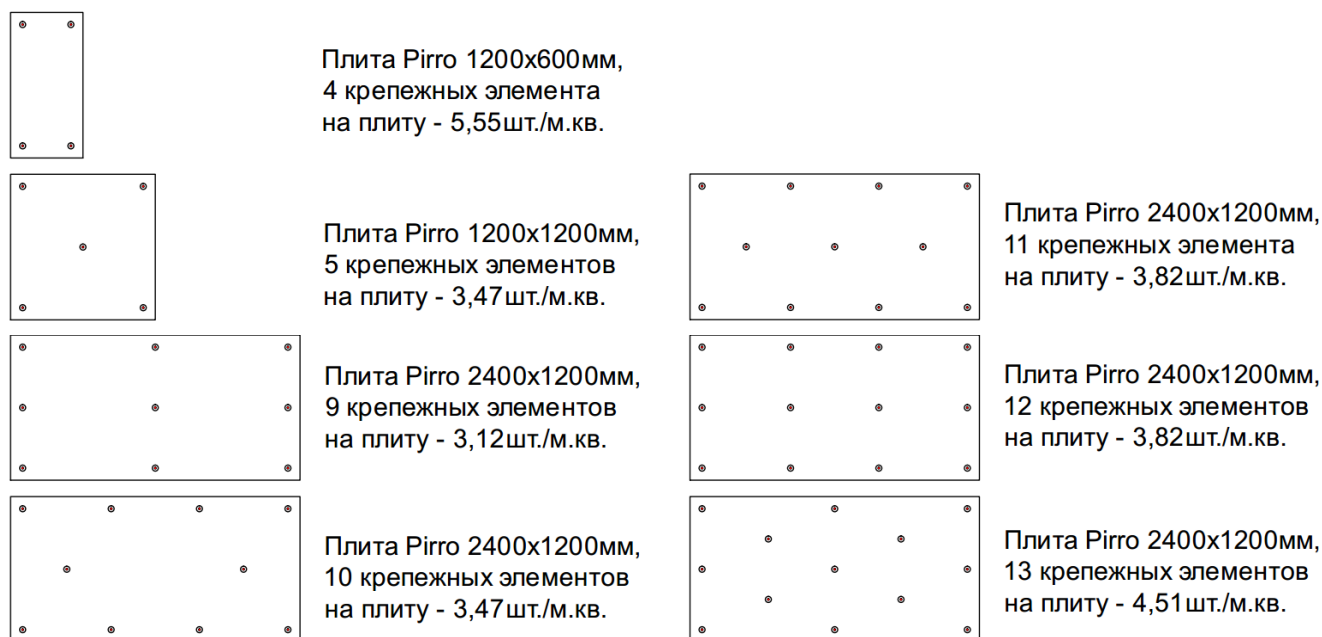 Плита Pirro 1200x600мм,
4 крепежных элемента
на плиту - 5,55шт./м.кв.
Плита Pirro 1200x1200мм,
5 крепежных элементов
на плиту - 3,47шт./м.кв.
Плита Pirro 2400x1200мм,
11 крепежных элемента
на плиту - 3,82шт./м.кв.
Плита Pirro 2400x1200мм,
9 крепежных элементов
на плиту - 3,12шт./м.кв.
Плита Pirro 2400x1200мм,
12 крепежных элементов
на плиту - 3,82шт./м.кв.
Плита Pirro 2400x1200мм,
10 крепежных элементов
на плиту - 3,47шт./м.кв.
Плита Pirro 2400x1200мм,
13 крепежных элементов
на плиту - 4,51шт./м.кв.